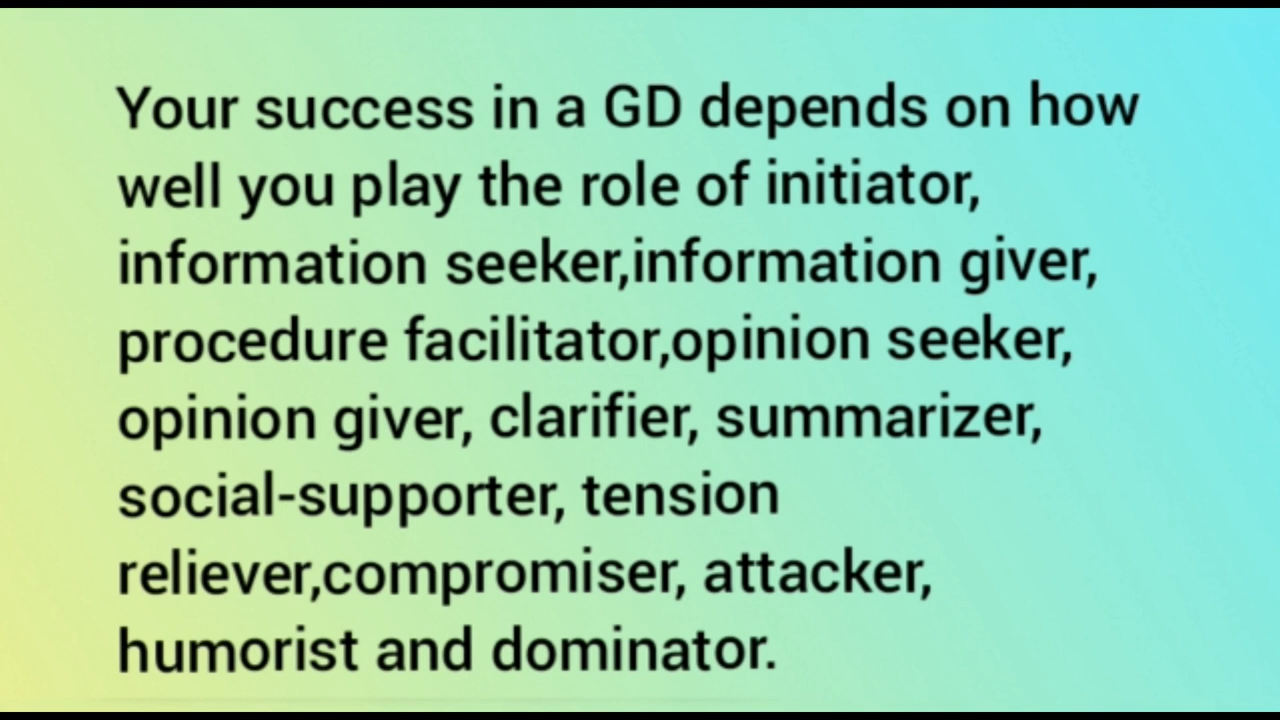 Your success in a GD depends on how
well you play the role of initiator,
information seeker,information giver,
procedure facilitator,opinion seeker,
opinion giver, clarifier, summarizer,
social-supporter, tension
reliever,compromiser, attacker,
humorist and dominator.